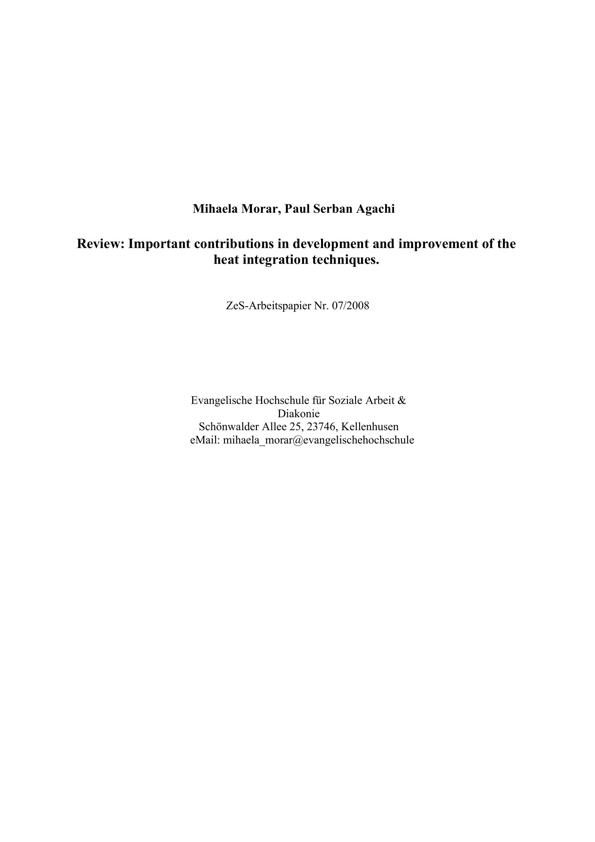 Mihaela Morar, Paul Serban Agachi
Review: Important contributions in development and improvement of the
heat integration techniques.
ZeS-Arbeitspapier Nr. 07/2008
Evangelische Hochschule für Soziale Arbeit &
Diakonie
Schönwalder Allee 25, 23746, Kellenhusen
eMail: mihaela_morar@evangelischehochschule